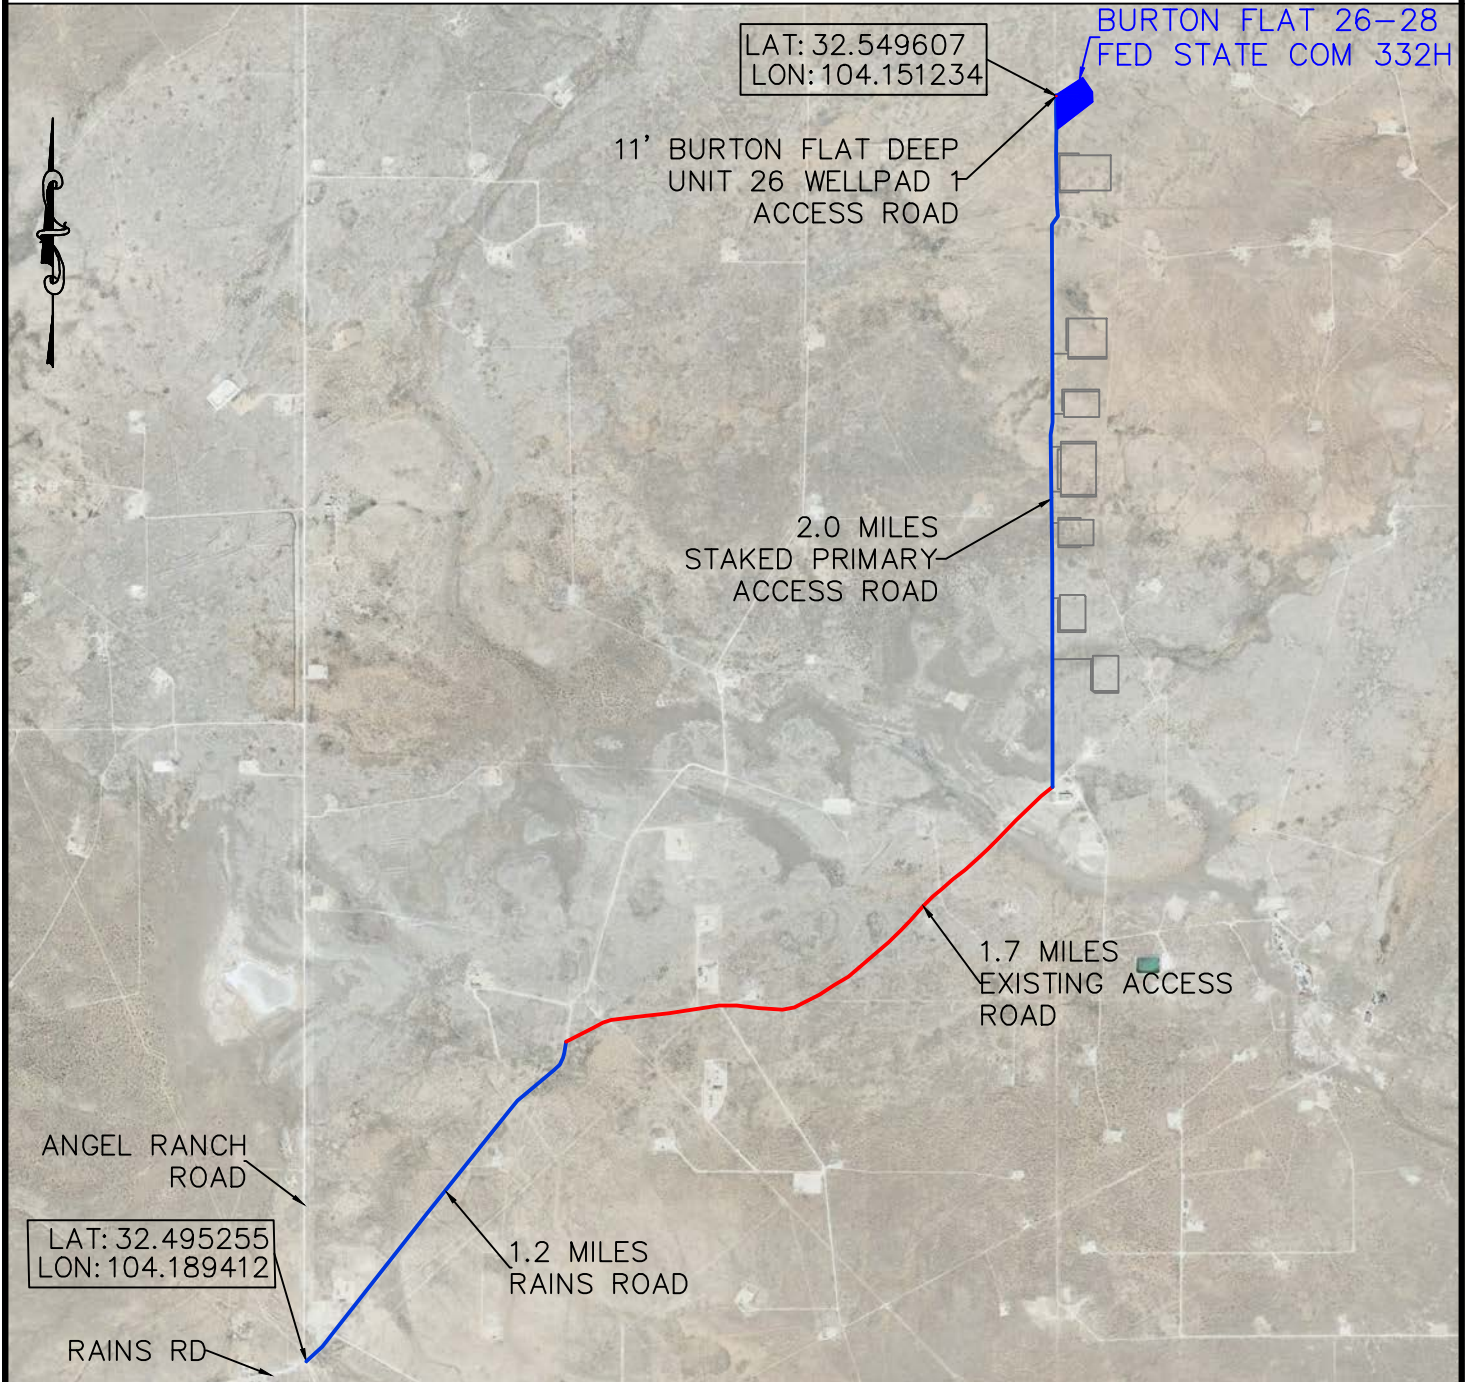 BURTON FLAT 26-28
FED STATE COM 332H
LAT: 32.549607
LON: 104.151234
11' BURTON FLAT DEEP
UNIT 26 WELLPAD 1
ACCESS ROAD
2.0 MILES
STAKED PRIMARY
ACCESS ROAD
1.7 MILES
EXISTING ACCESS
ROAD
ANGEL RANCH
ROAD
LAT: 32.495255
LON: 104.189412
1.2 MILES
RAINS ROAD
RAINS RD